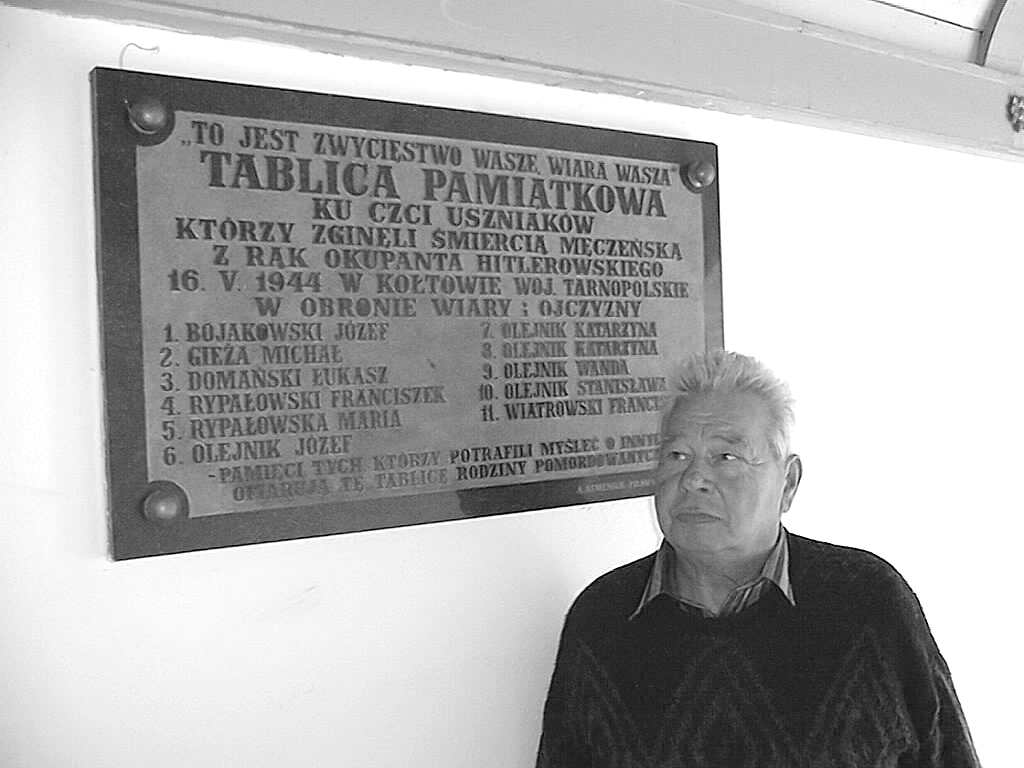 „TO JEST ZWYCIĘSTWO WASZE, WIARA WASZA"
TABLICA PAMIĄTKOWA
KU CZCI USZNIAKÓW
KTÓRZY ZGINĘLI ŚMIERCIĄ MĘCZEŃSKĄ
Z RĄK OKUPANTA HITLEROWSKIEGO
16. V. 1944 W KOŁTOWIE WOJ. TARNOPOLSKIE
W OBRONIE WIARY i OJCZYZNY
1. BOJAKOWSKI JÓZEF
2. GIEŻA MICHAŁ
3. DOMAŃSKI ŁUKASZ
4. RYPAŁOWSKI FRANCISZEK
5. RYPAŁOWSKA MARIA
6. OLEJNIK JÓZEF
7. OLEJNIK KATARZYNA
8. OLEJNIK KATARZYNA
9. OLEJNIK WANDA
10. OLEJNIK STANISŁAWA
11. WIATROWSKI
-PAMIĘCI TYCH KTÓRZY POTRAFILI MYŚLEĆ O
OFIARUJĄ TĘ TABLICĘ RODZINY